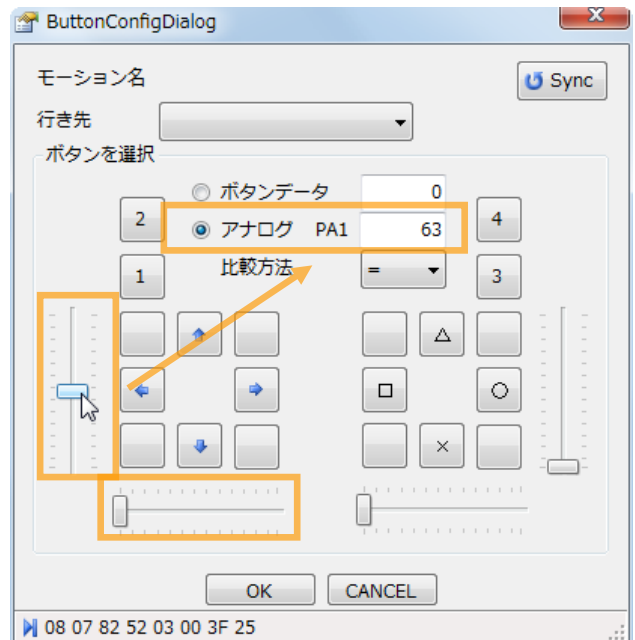 ButtonConfigDialog
モーション名
Sync
行き先
ボタンを選択
ボタンデータ 0
2
アナログ PA1 63
4
1
比較方法 =
3
△
□
○
×
OK
CANCEL
08 07 82 52 03 00 3F 25